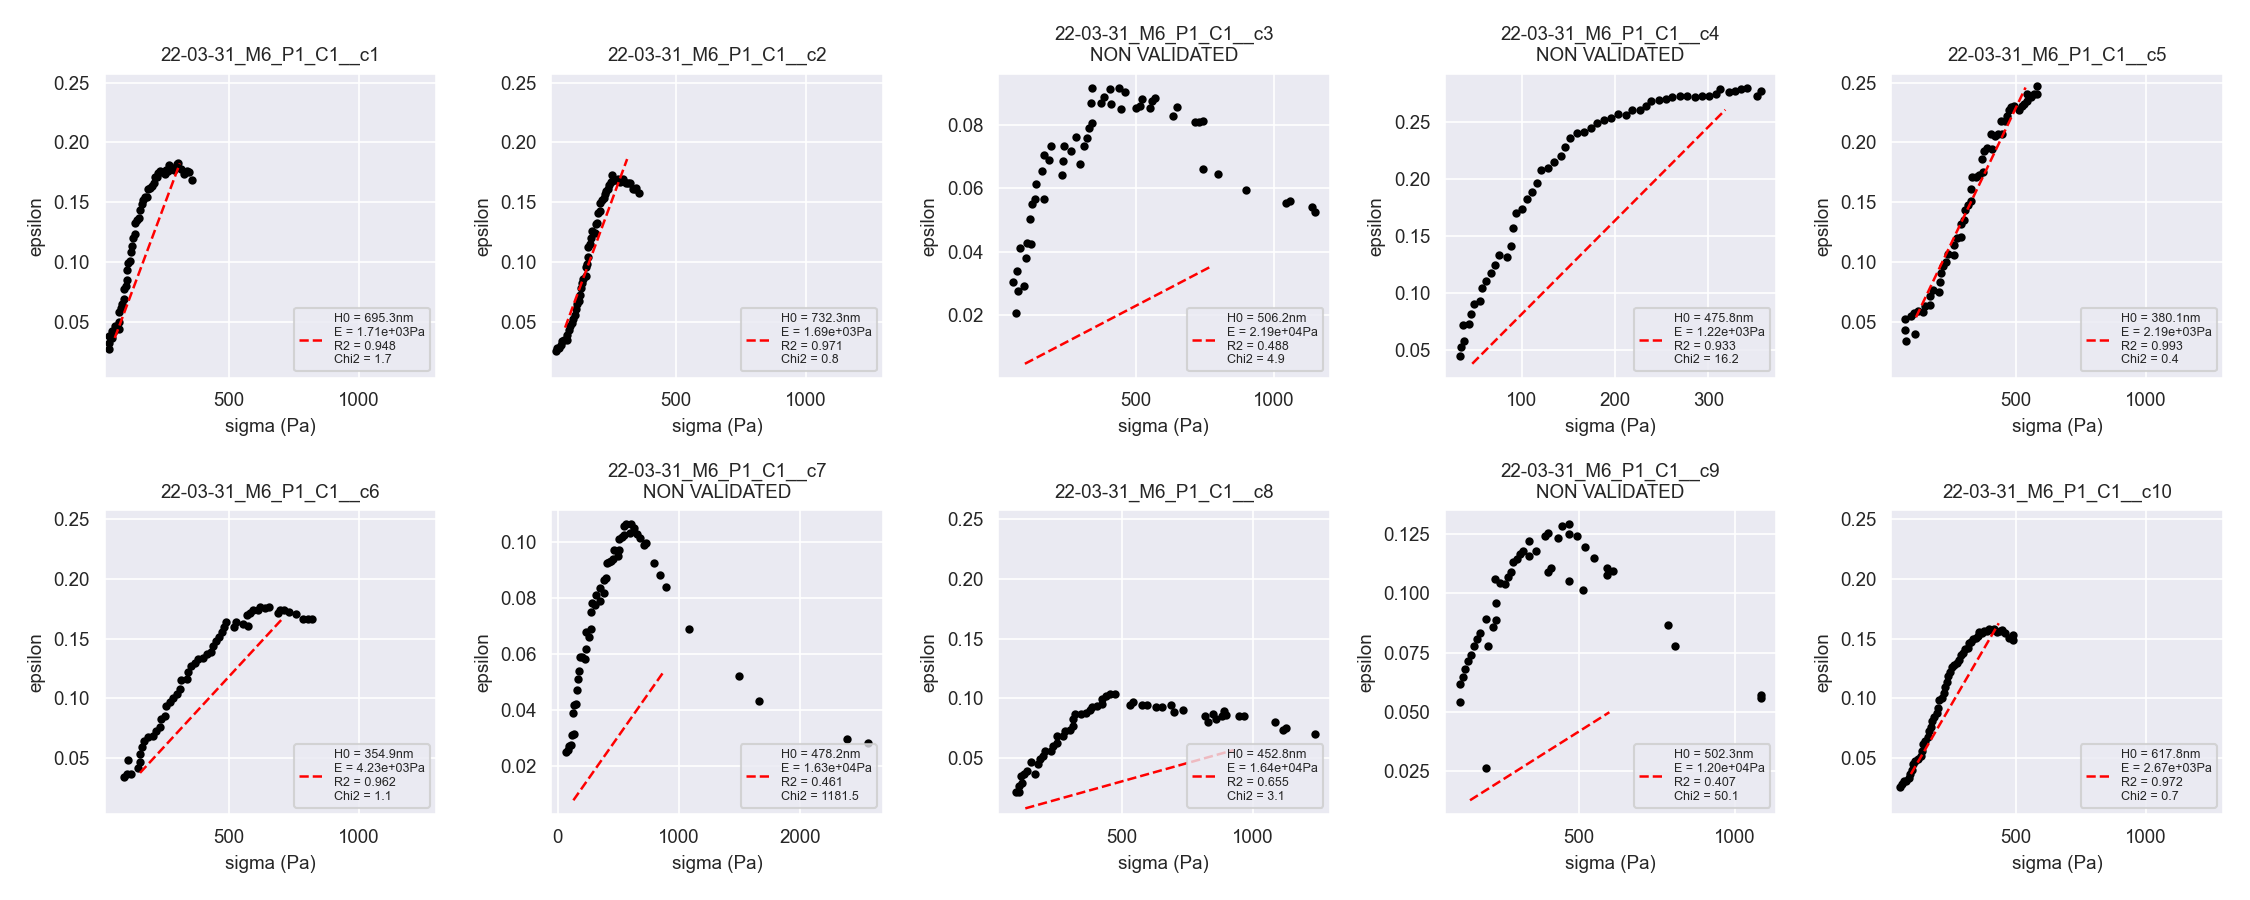 22-03-31_M6_P1_C1__c1
0.25
0.20
0.15
0.10
0.05
epsilon
500
1000
sigma (Pa)
H0 = 695.3nm
E = 1.71e+03Pa
R2 = 0.948
Chi2 = 1.7
22-03-31_M6_P1_C1__c2
0.25
0.20
0.15
0.10
0.05
epsilon
500
1000
sigma (Pa)
H0 = 732.3nm
E = 1.69e+03Pa
R2 = 0.971
Chi2 = 0.8
22-03-31_M6_P1_C1__c3
NON VALIDATED
0.08
0.06
0.04
0.02
epsilon
500
1000
sigma (Pa)
H0 = 506.2nm
E = 2.19e+04Pa
R2 = 0.488
Chi2 = 4.9
22-03-31_M6_P1_C1__c4
NON VALIDATED
0.25
0.20
0.15
0.10
0.05
epsilon
100
200
300
sigma (Pa)
H0 = 475.8nm
E = 1.22e+03Pa
R2 = 0.933
Chi2 = 16.2
22-03-31_M6_P1_C1__c5
0.25
0.20
0.15
0.10
0.05
epsilon
500
1000
sigma (Pa)
H0 = 380.1nm
E = 2.19e+03Pa
R2 = 0.993
Chi2 = 0.4
22-03-31_M6_P1_C1__c6
0.25
0.20
0.15
0.10
0.05
epsilon
500
1000
sigma (Pa)
H0 = 354.9nm
E = 4.23e+03Pa
R2 = 0.962
Chi2 = 1.1
22-03-31_M6_P1_C1__c7
NON VALIDATED
0.10
0.08
0.06
0.04
0.02
epsilon
0
1000
2000
sigma (Pa)
H0 = 478.2nm
E = 1.63e+04Pa
R2 = 0.461
Chi2 = 1181.5
22-03-31_M6_P1_C1__c8
0.25
0.20
0.15
0.10
0.05
epsilon
500
1000
sigma (Pa)
H0 = 452.8nm
E = 1.64e+04Pa
R2 = 0.655
Chi2 = 3.1
22-03-31_M6_P1_C1__c9
NON VALIDATED
0.125
0.100
0.075
0.050
0.025
epsilon
500
1000
sigma (Pa)
H0 = 502.3nm
E = 1.20e+04Pa
R2 = 0.407
Chi2 = 50.1
22-03-31_M6_P1_C1__c10
0.25
0.20
0.15
0.10
0.05
epsilon
500
1000
sigma (Pa)
H0 = 617.8nm
E = 2.67e+03Pa
R2 = 0.972
Chi2 = 0.7